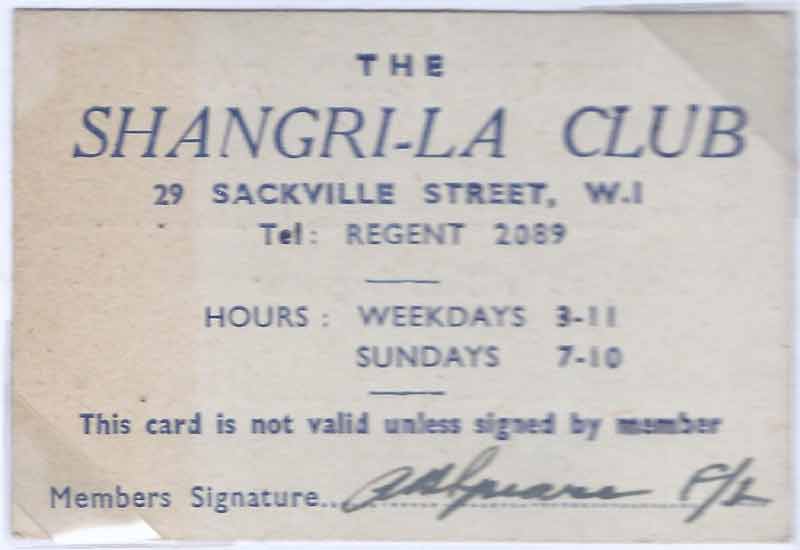 THE
SHANGRI-LA CLUB
29 SACKVILLE STREET, W.I
Tel: REGENT 2089
HOURS: WEEKDAYS 3-11
SUNDAYS 7-10
This card is not valid unless signed by member
Members Signature...